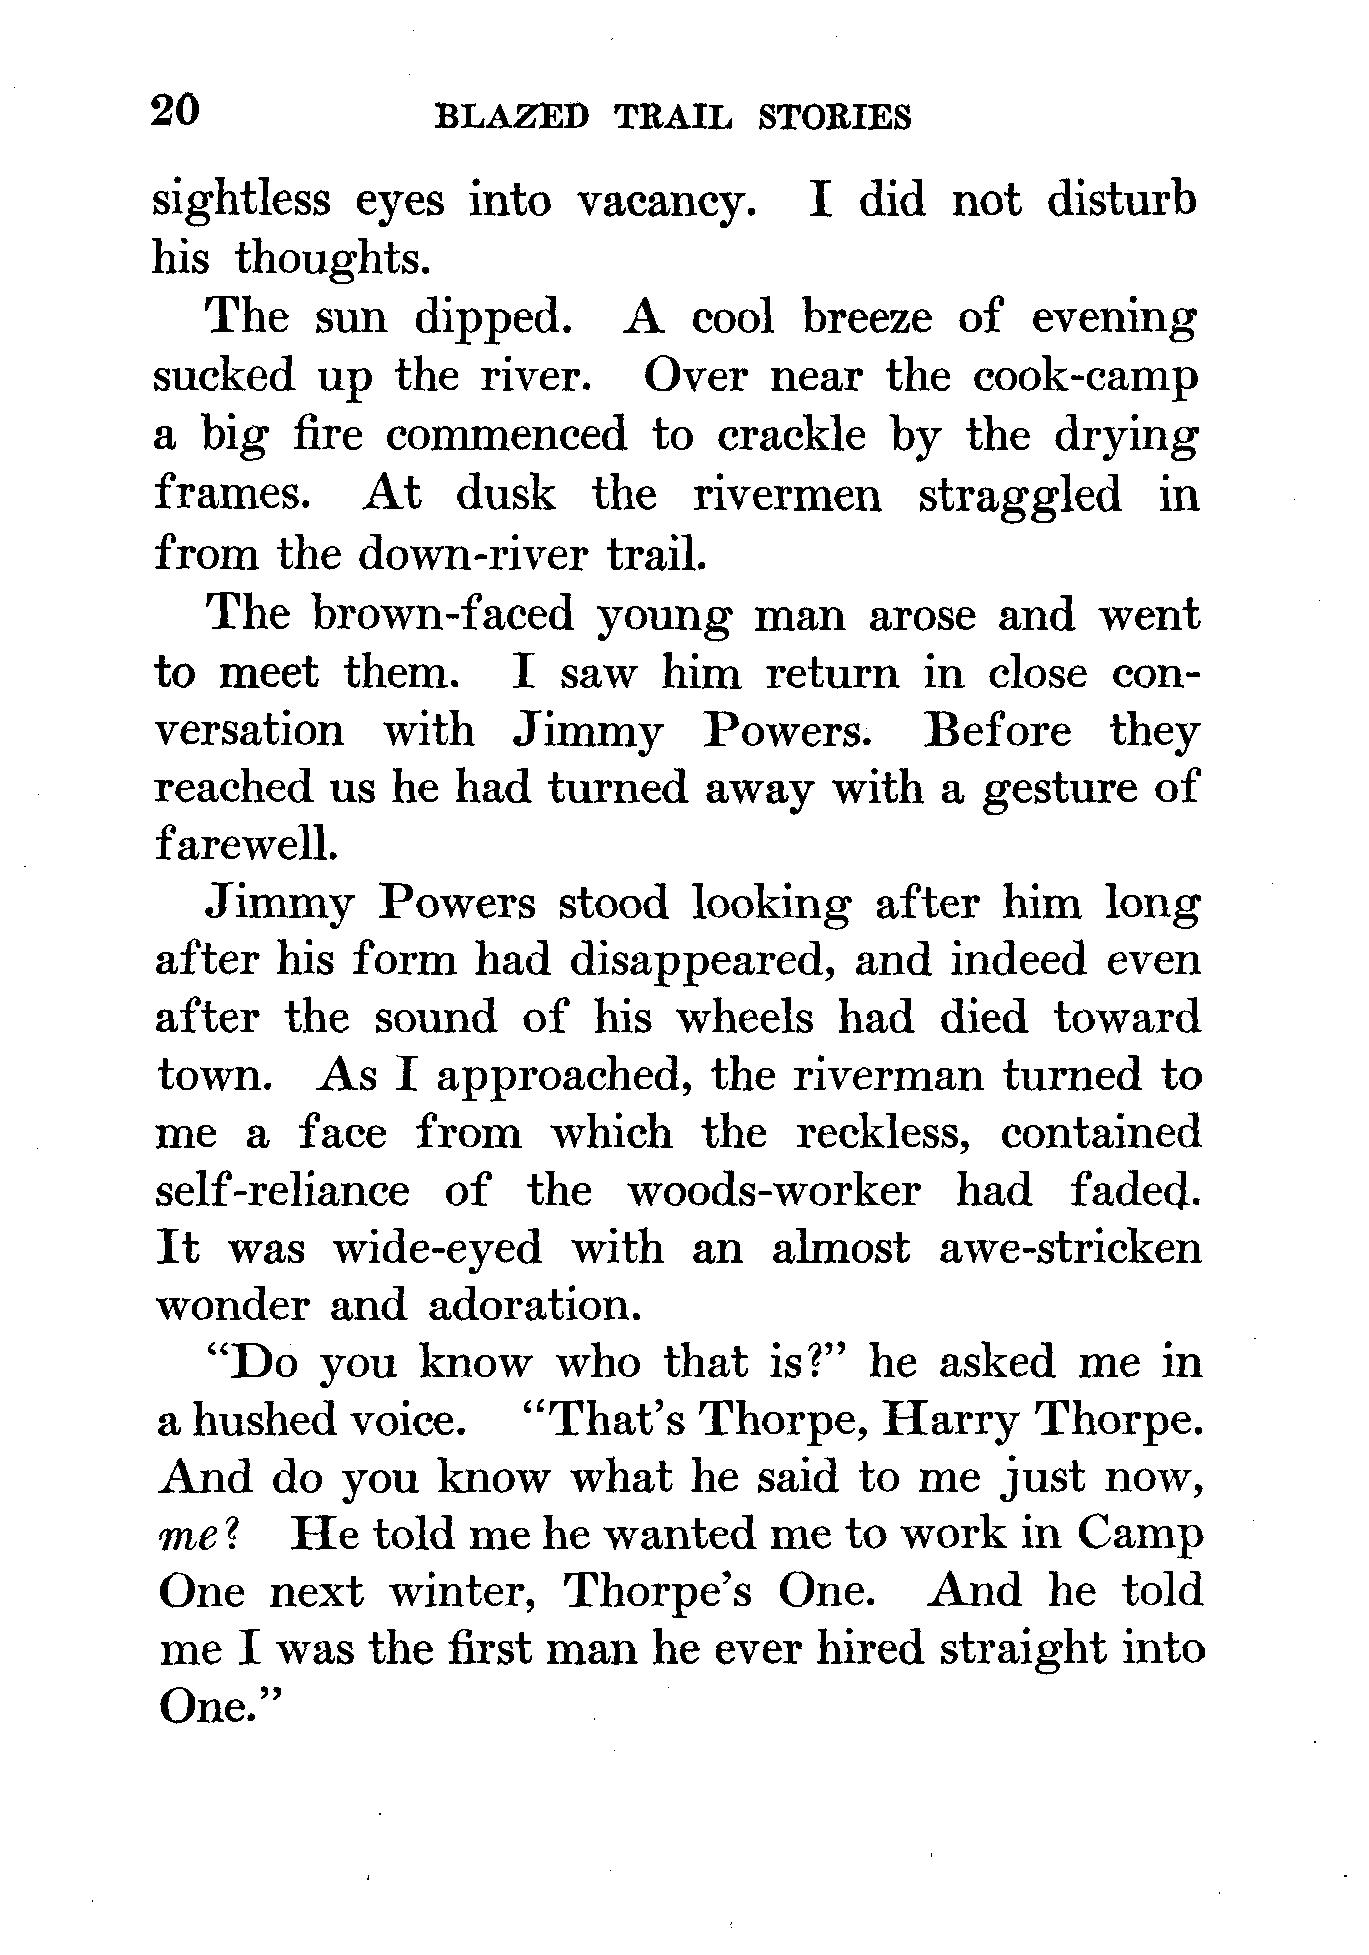 20 BLAZED TRAIL STORIES
sightless eyes into vacancy. I did not disturb
his thoughts.
The sun dipped. A cool breeze of evening
sucked up the river. Over near the cook-camp
a big fire commenced to crackle by the drying
frames. At dusk the rivermen straggled in
from the down-river trail.
The brown-faced young man arose and went
to meet them. I saw him return in close con-
versation with Jimmy Powers. Before they
reached us he had turned away with a gesture of
farewell.
Jimmy Powers stood looking after him long
after his form had disappeared, and indeed even
after the sound of his wheels had died toward
town. As I approached, the riverman turned to
me a face from which the reckless, contained
self-reliance of the woods-worker had faded.
It was wide-eyed with an almost awe-stricken
wonder and adoration.
“Do you know who that is?” he asked me in
a hushed voice. “That’s Thorpe, Harry Thorpe.
And do you know what he said to me just now,
me? He told me he wanted me to work in Camp
One next winter, Thorpe’s One. And he told
me I was the first man he ever hired straight into
One.”